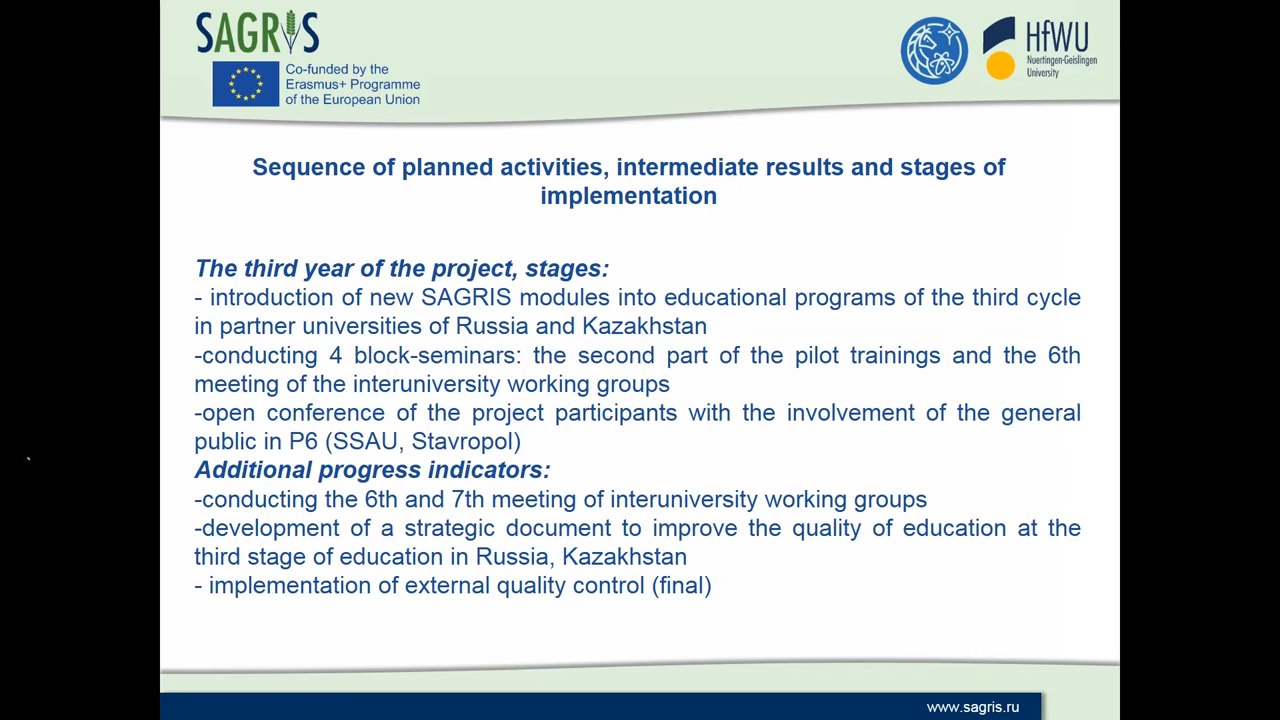 SAGRIS
Co-funded by the
Erasmus+ Programme
of the European Union
HfWU
Nuertingen-Geislingen
University
Sequence of planned activities, intermediate results and stages of
implementation
The third year of the project, stages:
- introduction of new SAGRIS modules into educational programs of the third cycle
in partner universities of Russia and Kazakhstan
-conducting 4 block-seminars: the second part of the pilot trainings and the 6th
meeting of the interuniversity working groups
-open conference of the project participants with the involvement of the general
public in P6 (SSAU, Stavropol)
Additional progress indicators:
-conducting the 6th and 7th meeting of interuniversity working groups
-development of a strategic document to improve the quality of education at the
third stage of education in Russia, Kazakhstan
- implementation of external quality control (final)
www.sagris.ru